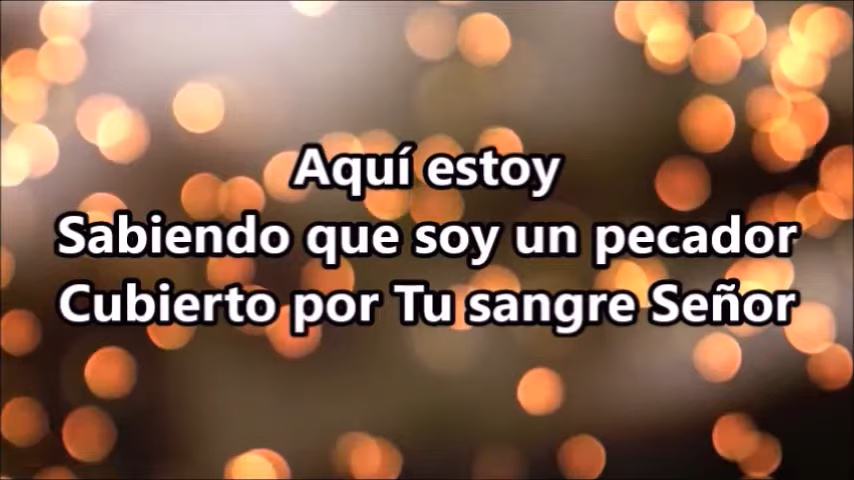 Aquí estoy
Sabiendo que soy un pecador
Cubierto por Tu sangre Señor